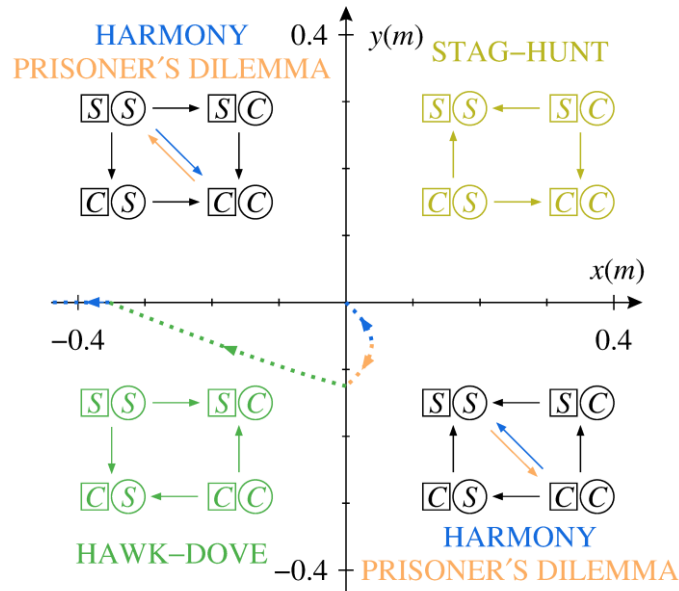 HARMONY
PRISONER'S DILEMMA
0.4 y(m)
STAG–HUNT
S S S C
C S C C
S S S C
C S C C
x(m)
−0.4
0.4
S S S C
C S C C
HAWK–DOVE
S S S C
C S C C
HARMONY
PRISONER'S DILEMMA
−0.4